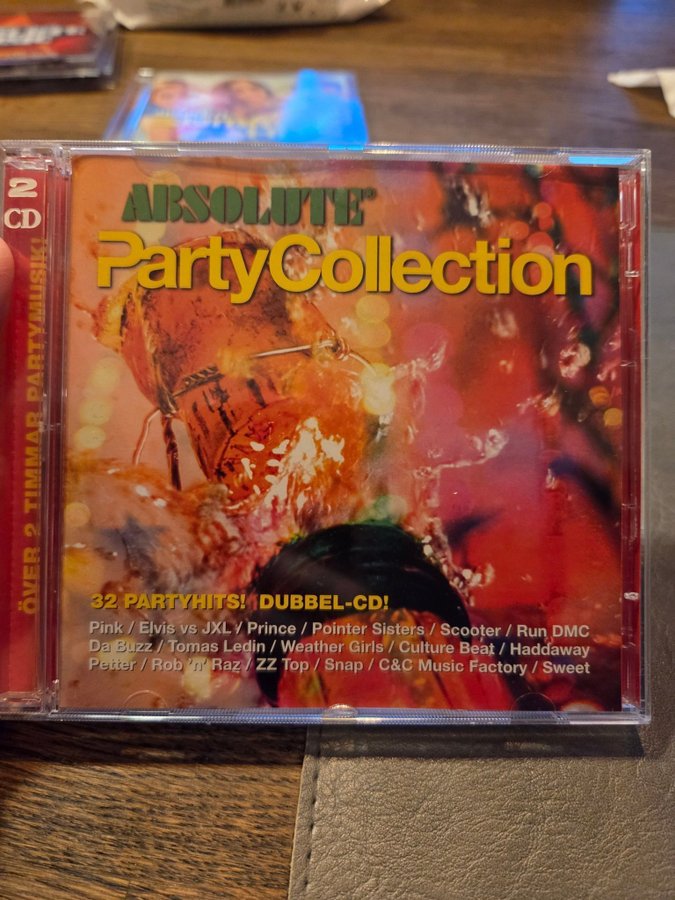 2
CD
ÖVER 2 TIMMAR PARTYMUSIK!
ABSOLUTE®
PartyCollection
32 PARTYHITS! DUBBEL-CD!
Pink / Elvis vs JXL / Prince / Pointer Sisters / Scooter / Run DMC
Da Buzz / Tomas Ledin / Weather Girls / Culture Beat / Haddaway
Petter / Rob 'n' Raz / ZZ Top / Snap / C&C Music Factory / Sweet